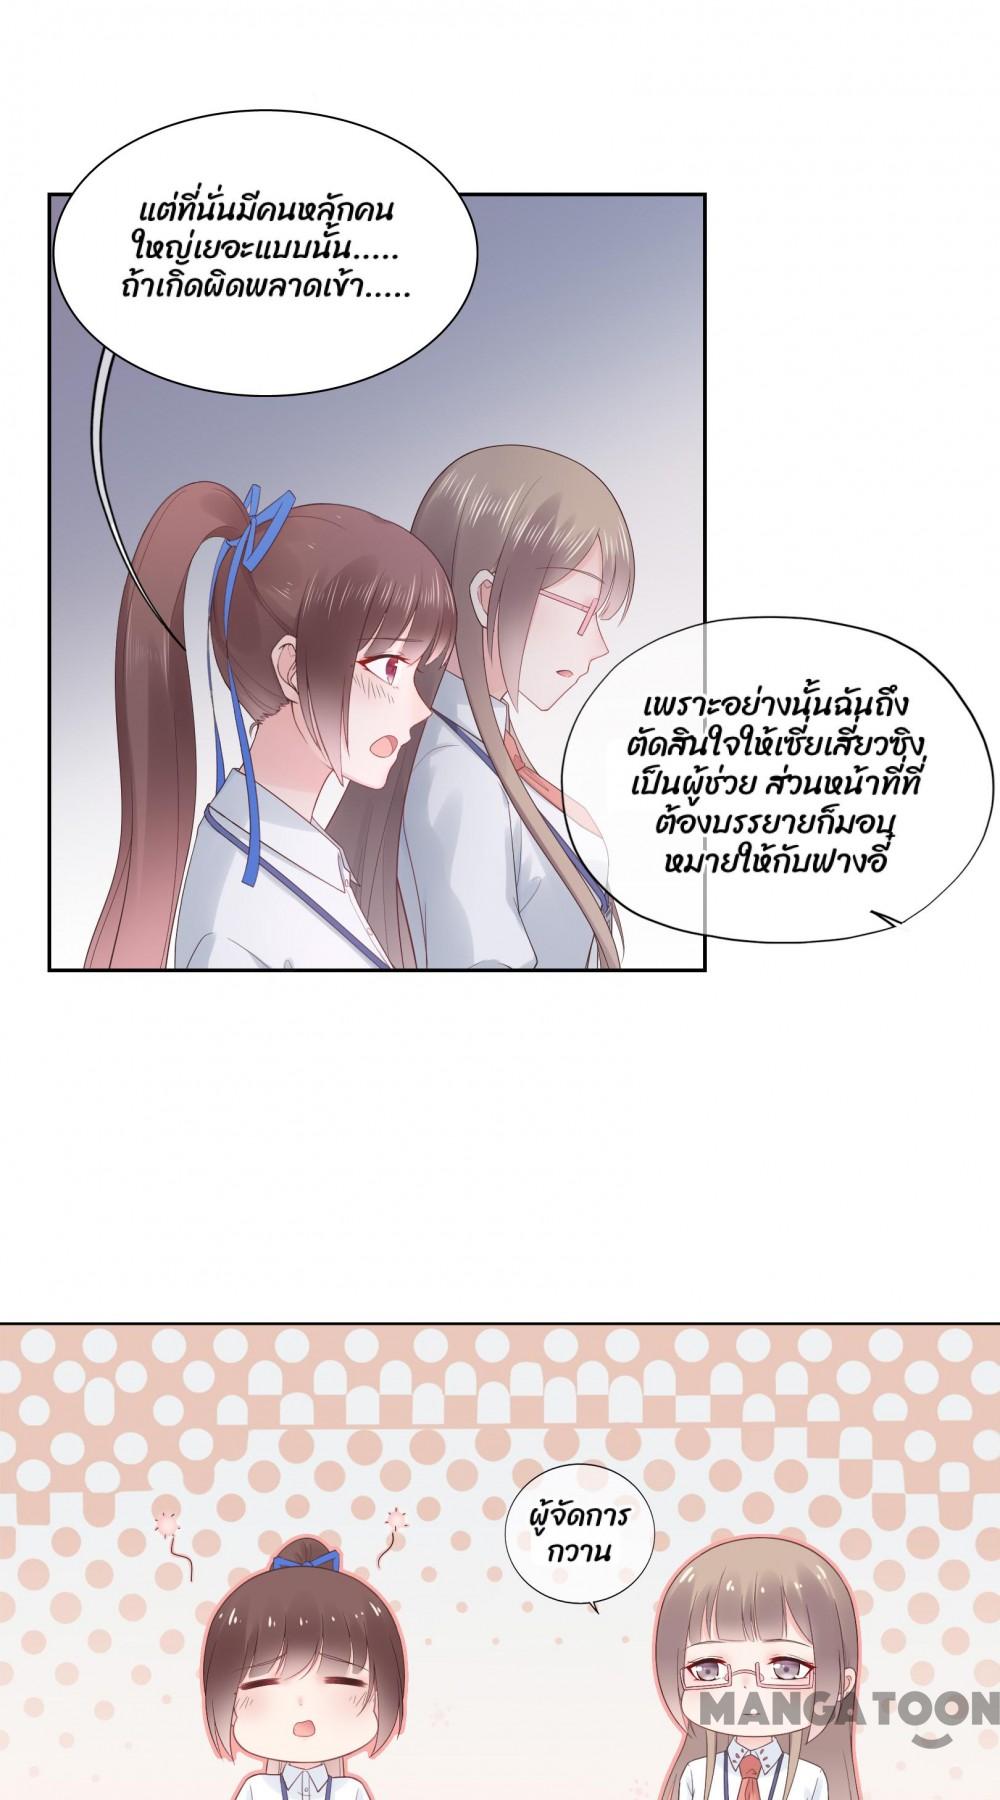 แต่ที่นั่นมีคนหลักคน
ใหญ่เยอะแบบนั้น.....
ถ้าเกิดผิดพลาดเข้า.....
เพราะอย่างนั้นฉันถึง
ตัดสินใจให้เซี่ยเสี่ยวซิง
เป็นผู้ช่วย ส่วนหน้าที่ที่
ต้องบรรยายก็มอบ
หมายให้กับฟางอี๋
ผู้จัดการ
กวาน
MANGATOON